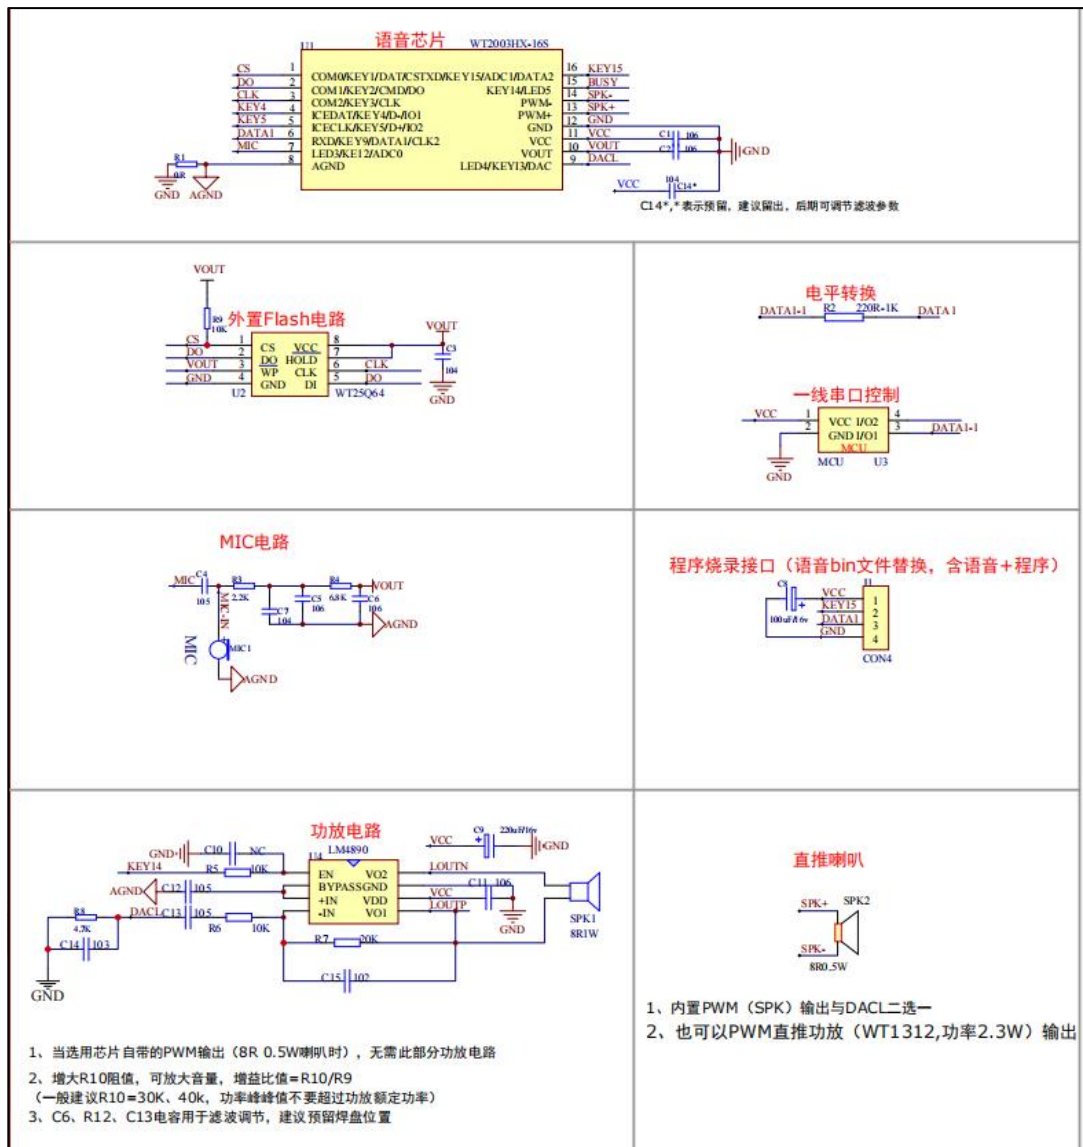 语音芯片
U1
WT2003HX-16S
CS 1 COM0/KEY1/DAT/CSTXD/KEY15/ADC1/DATA2 16 KEY15
DO 2 COM1/KEY2/CMD/DO KEY14/LED5 15 BUSY
CLK 3 COM2/KEY3/CLK PWM- 14 SPK-
KEY4 4 ICEDAT/KEY4/D-/IO1 PWM+ 13 SPK+
KEY5 5 ICECLK/KEY5/D+/IO2 GND 12 GND
DATA1 6 RXD/KEY9/DATA1/CLK2 VCC 11 VCC C1 106
MIC 7 LED3/KE12/ADC0 VOUT 10 VOUT C2 106 GND
R1 0R 8 AGND LED4/KEY13/DAC 9 DACL
GND AGND
VCC 104 C14*
C14*,*表示预留，建议留出，后期可调节滤波参数
VOUT
R9 10K
外置Flash电路
CS 1 CS VCC 8 VOUT
DO 2 DO HOLD 7 C3
VOUT 3 WP CLK 6 CLK 104
GND 4 GND DI 5 DO
U2 WT25Q64 GND
电平转换
DATA1-1 R2 220R-1K DATA1
一线串口控制
VCC 1 VCC I/O2 4
2 GND I/O1 3 DATA1-1
MCU
GND MCU U3
MIC电路
MIC C4 105 R3 2.2K R4 6.8K VOUT
MIC-IN C7 104 C5 106 C6 106
AGND
MIC MIC1
AGND
程序烧录接口（语音bin文件替换，含语音+程序）
C8 100uF/16v J1
VCC 1
KEY15 2
DATA1 3
GND 4
CON4
功放电路
U4 LM4890
GND C10 NC
KEY14 R5 10K EN VO2 LOUTN
AGND C12 105 BYPASS GND C11 106
+IN VDD VCC
R8 4.7K DACL C13 105 R6 10K -IN VO1 LOUTP
C14 103
GND
R7 20K
C15 102
VCC C9 220uF/16v GND
GND
SPK1
8R1W
1、当选用芯片自带的PWM输出（8R 0.5W喇叭时），无需此部分功放电路
2、增大R10阻值，可放大音量，增益比值=R10/R9
（一般建议R10=30K、40k，功率峰峰值不要超过功放额定功率）
3、C6、R12、C13电容用于滤波调节，建议预留焊盘位置
直推喇叭
SPK+ SPK2
SPK-
8R0.5W
1、内置PWM（SPK）输出与DACL二选一
2、也可以PWM直推功放（WT1312,功率2.3W）输出